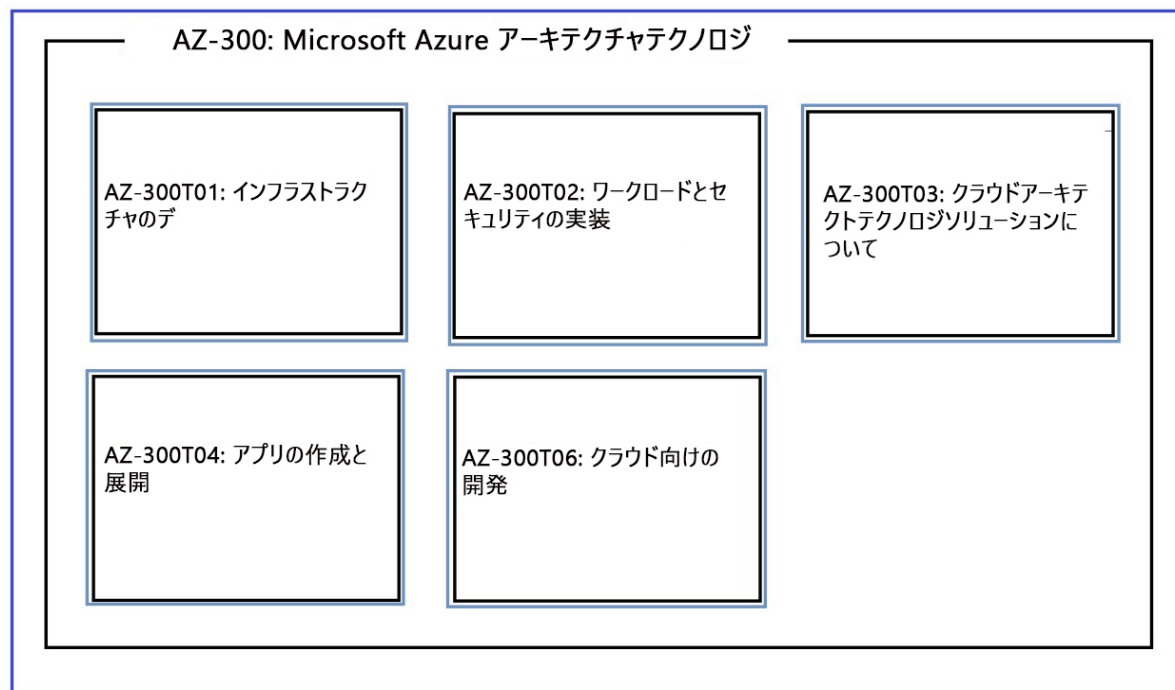 AZ-300: Microsoft Azure アーキテクチャテクノロジ
AZ-300T01: インフラストラク
チャのデ
AZ-300T02: ワークロードとセ
キュリティの実装
AZ-300T03: クラウドアーキテ
クトテクノロジソリューションに
ついて
AZ-300T04: アプリの作成と
展開
AZ-300T06: クラウド向けの
開発